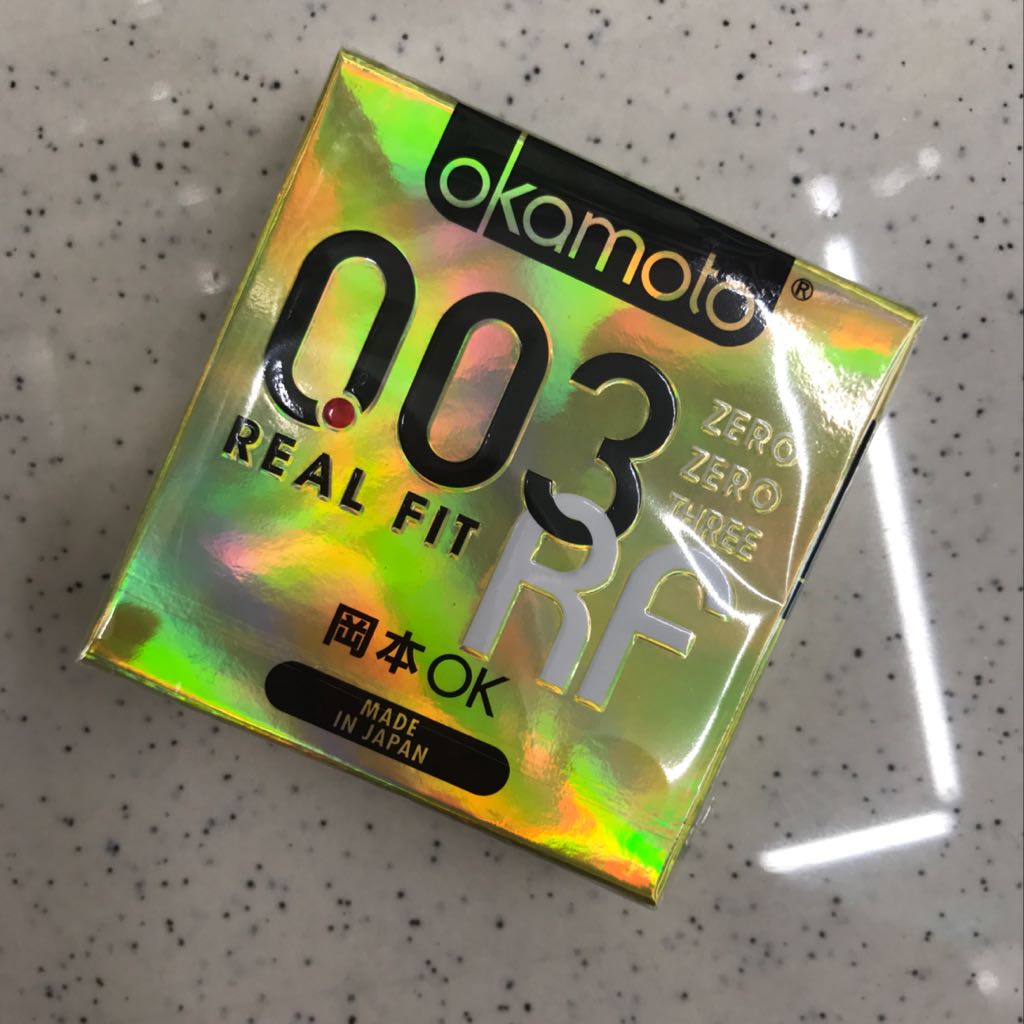 okamoto®
0.03
ZERO
ZERO
THREE
REAL FIT
RF
岡本OK
MADE
IN JAPAN